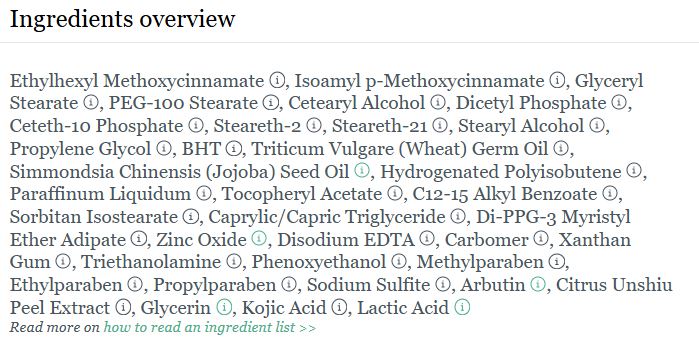 Ingredients overview
Ethylhexyl Methoxycinnamate ⓘ, Isoamyl p-Methoxycinnamate ⓘ, Glyceryl
Stearate ⓘ, PEG-100 Stearate ⓘ, Cetearyl Alcohol ⓘ, Dicetyl Phosphate ⓘ,
Ceteth-10 Phosphate ⓘ, Steareth-2 ⓘ, Steareth-21 ⓘ, Stearyl Alcohol ⓘ,
Propylene Glycol ⓘ, BHT ⓘ, Triticum Vulgare (Wheat) Germ Oil ⓘ,
Simmondsia Chinensis (Jojoba) Seed Oil ⓘ, Hydrogenated Polyisobutene ⓘ,
Paraffinum Liquidum ⓘ, Tocopheryl Acetate ⓘ, C12-15 Alkyl Benzoate ⓘ,
Sorbitan Isostearate ⓘ, Caprylic/Capric Triglyceride ⓘ, Di-PPG-3 Myristyl
Ether Adipate ⓘ, Zinc Oxide ⓘ, Disodium EDTA ⓘ, Carbomer ⓘ, Xanthan
Gum ⓘ, Triethanolamine ⓘ, Phenoxyethanol ⓘ, Methylparaben ⓘ,
Ethylparaben ⓘ, Propylparaben ⓘ, Sodium Sulfite ⓘ, Arbutin ⓘ, Citrus Unshiu
Peel Extract ⓘ, Glycerin ⓘ, Kojic Acid ⓘ, Lactic Acid ⓘ
Read more on how to read an ingredient list >>